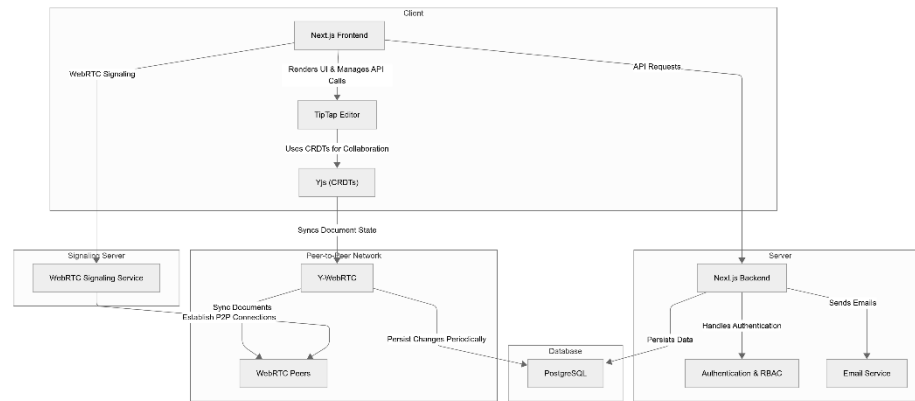 Client
Next.js Frontend
WebRTC Signaling
Renders UI & Manages API
Calls
API Requests
TipTap Editor
Uses CRDTs for Collaboration
Yjs (CRDTs)
Syncs Document State
Signaling Server
Peer-to-Peer Network
Server
WebRTC Signaling Service
Y-WebRTC
Next.js Backend
Sync Documents
Establish P2P Connections
Sends Emails
Handles Authentication
Persist Changes Periodically
Persists Data
Database
WebRTC Peers
PostgreSQL
Authentication & RBAC
Email Service